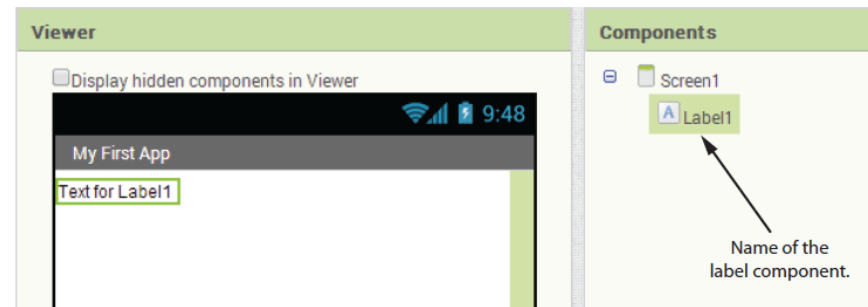 Viewer
Display hidden components in Viewer
9:48
My First App
Text for Label1
Components
Screen1
A Label1
Name of the
label component.